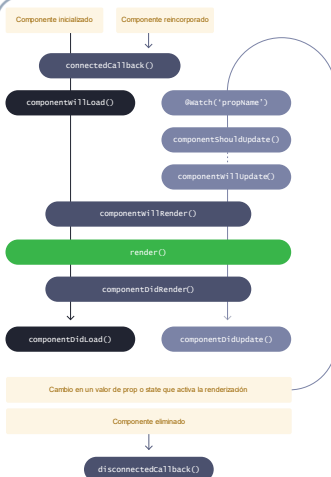 Componente inicializado
Componente reincorporado
connectedCallback()
componentWillLoad()
@Watch('propName')
componentShouldUpdate()
componentWillUpdate()
componentWillRender()
render()
componentDidRender()
componentDidLoad()
componentDidUpdate()
Cambio en un valor de prop o state que activa la renderización
Componente eliminado
disconnectedCallback()